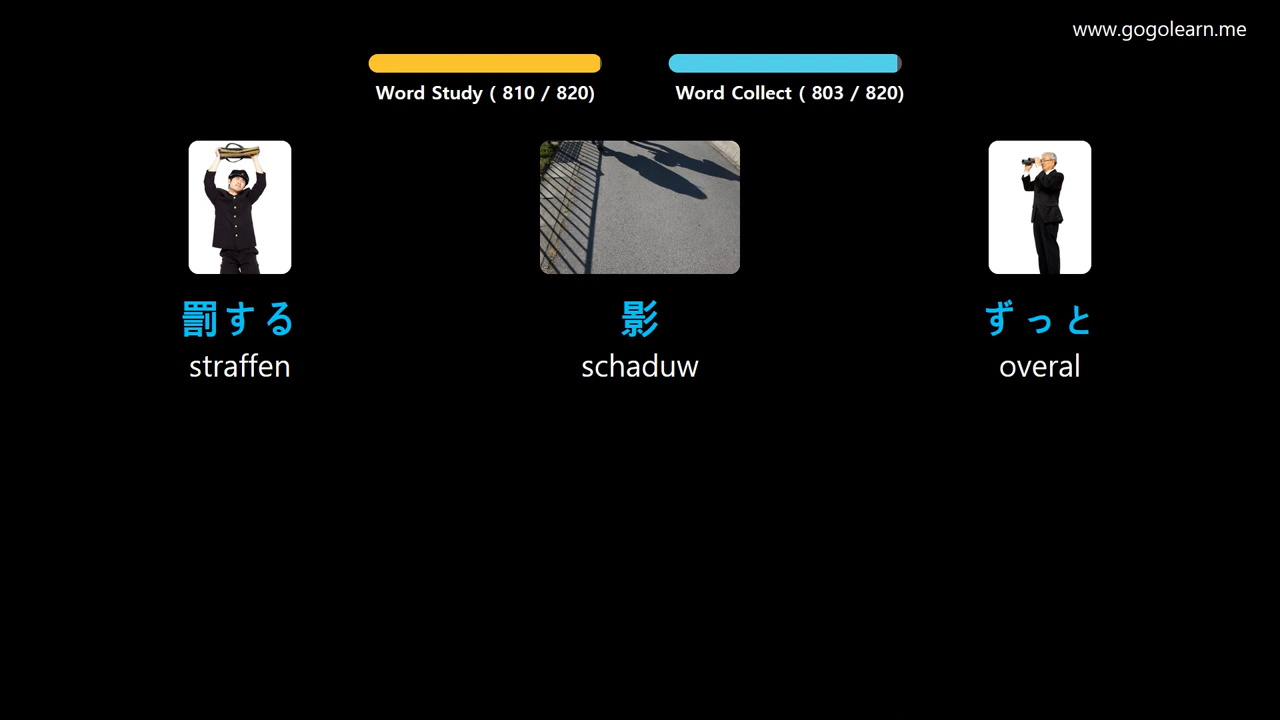 www.gogolearn.me
Word Study ( 810 / 820)
Word Collect ( 803 / 820)
罰する
影
ずっと
straffen
schaduw
overal